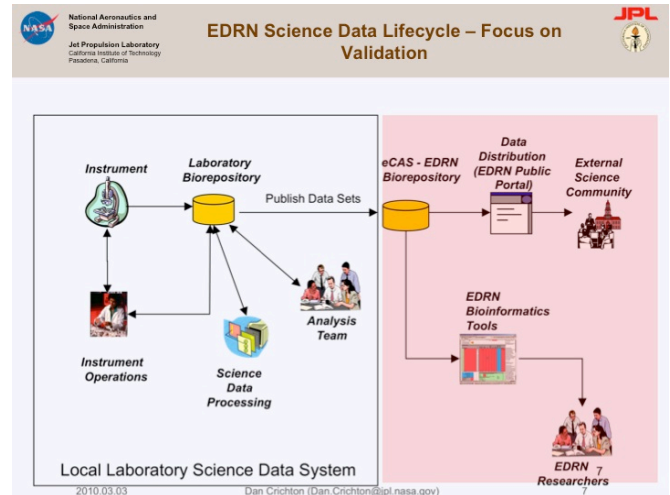 NASA
National Aeronautics and
Space Administration
Jet Propulsion Laboratory
California Institute of Technology
Pasadena, California
EDRN Science Data Lifecycle – Focus on
Validation
JPL
Instrument
Laboratory
Biorepository
Publish Data Sets
eCAS - EDRN
Biorepository
Data
Distribution
(EDRN Public
Portal)
External
Science
Community
Instrument
Operations
Science
Data
Processing
Analysis
Team
EDRN
Bioinformatics
Tools
EDRN
Researchers
7
Local Laboratory Science Data System
2010.03.03
Dan Crichton (Dan.Crichton@jpl.nasa.gov)
7